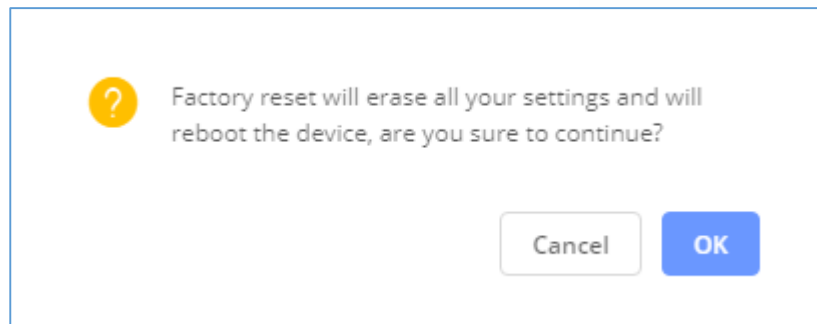 ?
Factory reset will erase all your settings and will
reboot the device, are you sure to continue?
Cancel OK